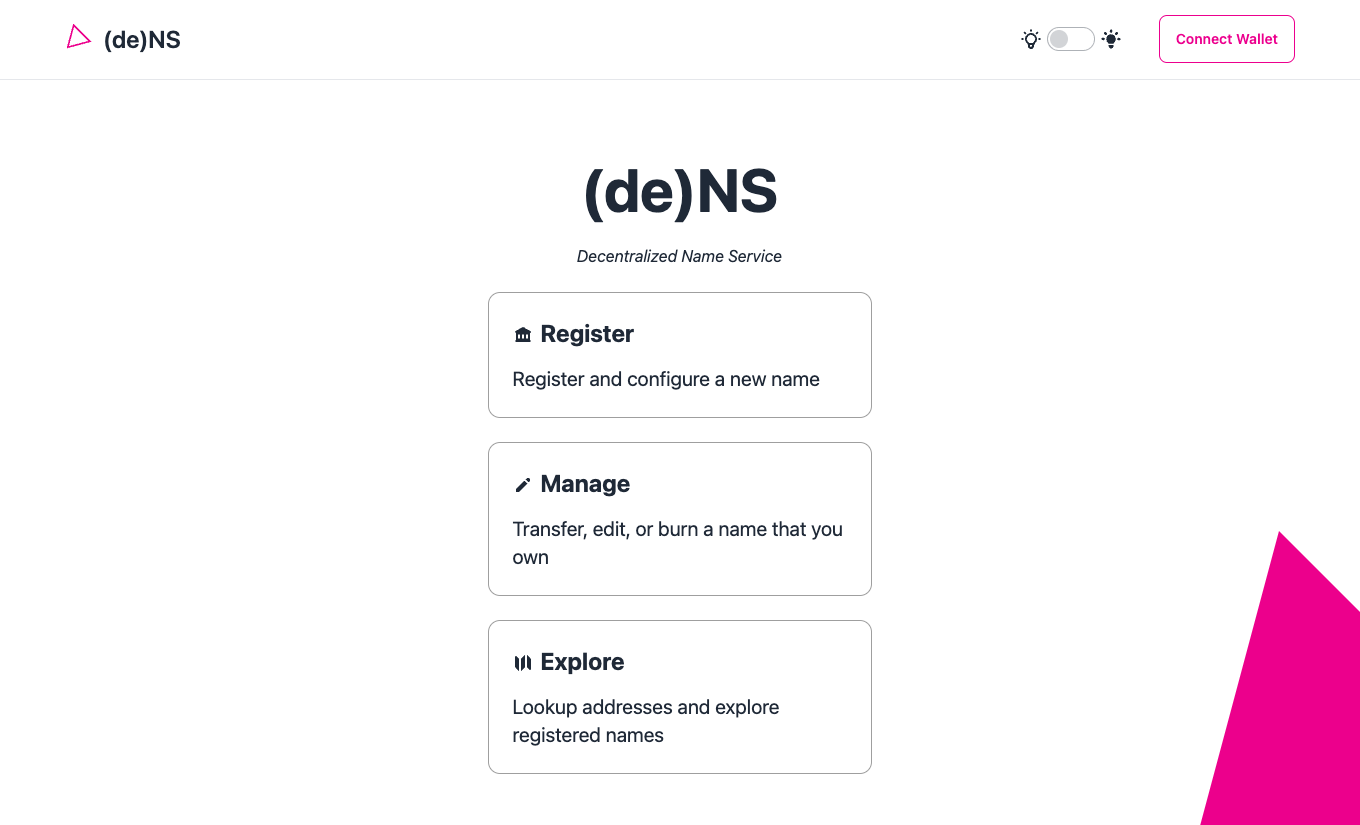 (de)NS
Connect Wallet
(de)NS
Decentralized Name Service
Register
Register and configure a new name
Manage
Transfer, edit, or burn a name that you
own
Explore
Lookup addresses and explore
registered names